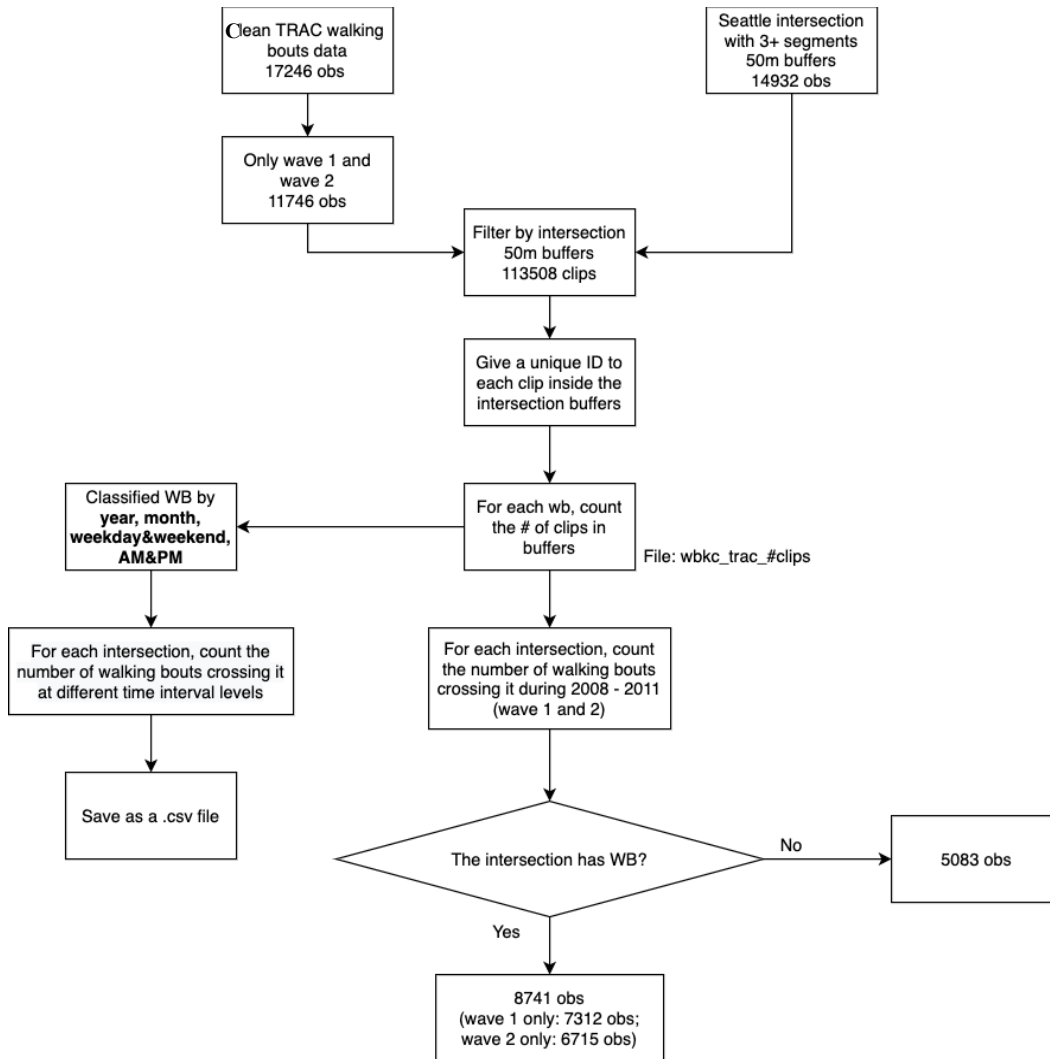 Clean TRAC walking
bouts data
17246 obs
Seattle intersection
with 3+ segments
50m buffers
14932 obs
Only wave 1 and
wave 2
11746 obs
Filter by intersection
50m buffers
113508 clips
Give a unique ID to
each clip inside the
intersection buffers
Classified WB by
year, month,
weekday&weekend,
AM&PM
For each wb, count
the # of clips in
buffers
File: wbkc_trac_#clips
For each intersection, count the
number of walking bouts crossing it
at different time interval levels
For each intersection, count
the number of walking bouts
crossing it during 2008 - 2011
(wave 1 and 2)
Save as a .csv file
The intersection has WB?
No
5083 obs
Yes
8741 obs
(wave 1 only: 7312 obs;
wave 2 only: 6715 obs)